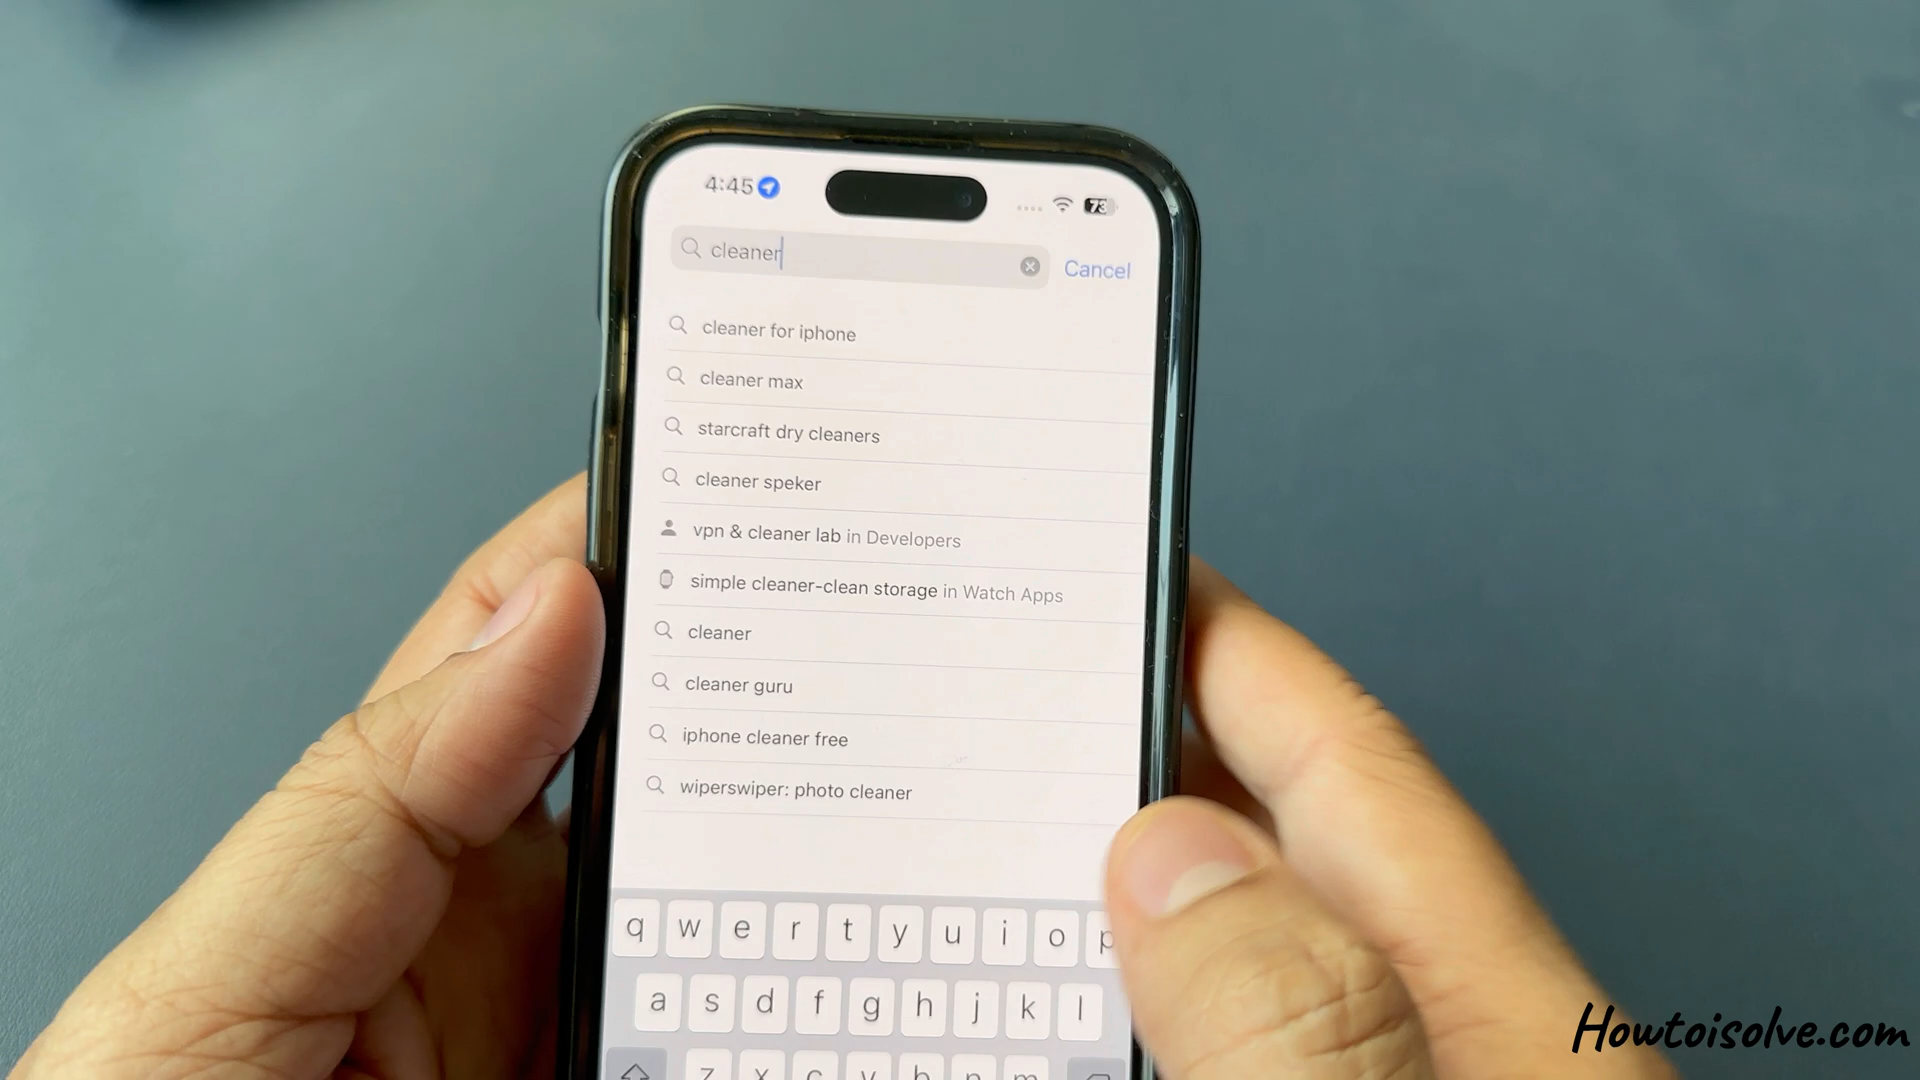 4:45
73
cleaner
Cancel
cleaner for iphone
cleaner max
starcraft dry cleaners
cleaner speker
vpn & cleaner lab in Developers
simple cleaner-clean storage in Watch Apps
cleaner
cleaner guru
iphone cleaner free
wiperswiper: photo cleaner
q w e r t y u i o p
a s d f g h j k l
z x c v b n m
Howtoisolve.com